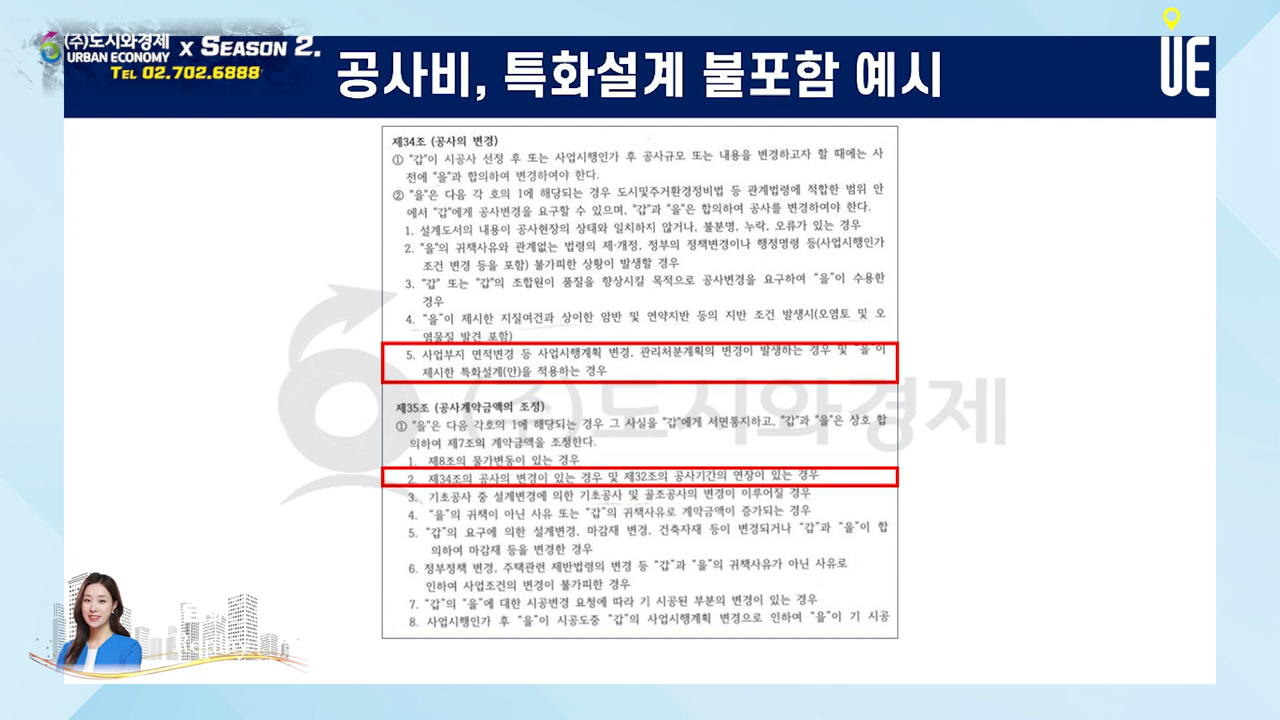 (주)도시와경제
URBAN ECONOMY
X SEASON 2.
TEL 02.702.6888
공사비, 특화설계 불포함 예시
UE
제34조 (공사의 변경)
① "갑"이 시공사 선정 후 또는 사업시행인가 후 공사규모 또는 내용을 변경하고자 할 때에는 사
전에 "을"과 합의하여 변경하여야 한다.
② "을"은 다음 각 호의 1에 해당되는 경우 도시및주거환경정비법 등 관계법령에 적합한 범위 안
에서 "갑"에게 공사변경을 요구할 수 있으며, "갑"과 "을"은 합의하여 공사를 변경하여야 한다.
1. 설계도서의 내용이 공사현장의 상태와 일치하지 않거나, 불분명, 누락, 오류가 있는 경우
2. "을"의 귀책사유와 관계없는 법령의 제·개정, 정부의 정책변경이나 행정명령 등(사업시행인가
조건 변경 등을 포함) 불가피한 상황이 발생할 경우
3. "갑" 또는 "갑"의 조합원이 품질을 향상시킬 목적으로 공사변경을 요구하여 "을"이 수용한
경우
4. "을"이 제시한 지질여건과 상이한 암반 및 연약지반 등의 지반 조건 발생시(오염토 및 오
염물질 발견 포함)
5. 사업부지 면적변경 등 사업시행계획 변경, 관리처분계획의 변경이 발생하는 경우 및 "을"이
제시한 특화설계(안)을 적용하는 경우
제35조 (공사계약금액의 조정)
① "을"은 다음 각호의 1에 해당되는 경우 그 사실을 "갑"에게 서면통지하고, "갑"과 "을"은 상호 합
의하여 제7조의 계약금액을 조정한다.
1. 제8조의 물가변동이 있는 경우
2. 제34조의 공사의 변경이 있는 경우 및 제32조의 공사기간의 연장이 있는 경우
3. 기초공사 중 설계변경에 의한 기초공사 및 골조공사의 변경이 이루어질 경우
4. "을"의 귀책이 아닌 사유 또는 "갑"의 귀책사유로 계약금액이 증가되는 경우
5. "갑"의 요구에 의한 설계변경, 마감재 변경, 건축자재 등이 변경되거나 "갑"과 "을"이 합
의하여 마감재 등을 변경한 경우
6. 정부정책 변경, 주택관련 제반법령의 변경 등 "갑"과 "을"의 귀책사유가 아닌 사유로
인하여 사업조건의 변경이 불가피한 경우
7. "갑"의 "을"에 대한 시공변경 요청에 따라 기 시공된 부분의 변경이 있는 경우
8. 사업시행인가 후 "을"이 시공도중 "갑"의 사업시행계획 변경으로 인하여 "을"이 기 시공
(주)도시와경제